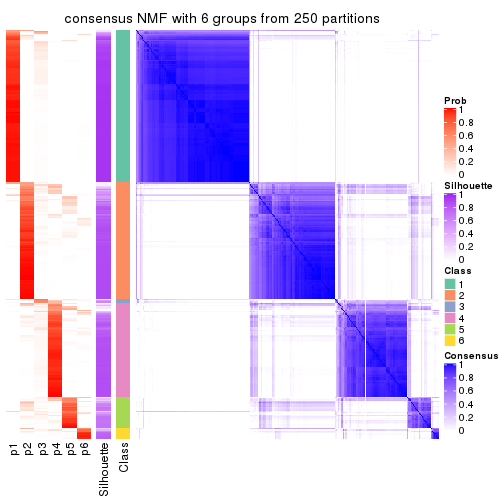 consensus NMF with 6 groups from 250 partitions
Prob
1
0.8
0.6
0.4
0.2
0
Silhouette
1
0.8
0.6
0.4
0.2
0
Class
1
2
3
4
5
6
Consensus
1
0.8
0.6
0.4
0.2
0
p1
p2
p3
p4
p5
p6
Silhouette
Class